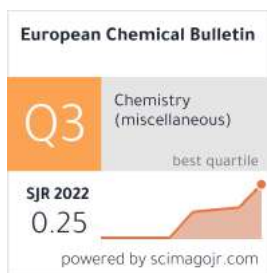 European Chemical Bulletin
Q3
Chemistry
(miscellaneous)
best quartile
SJR 2022
0.25
powered by scimagojr.com